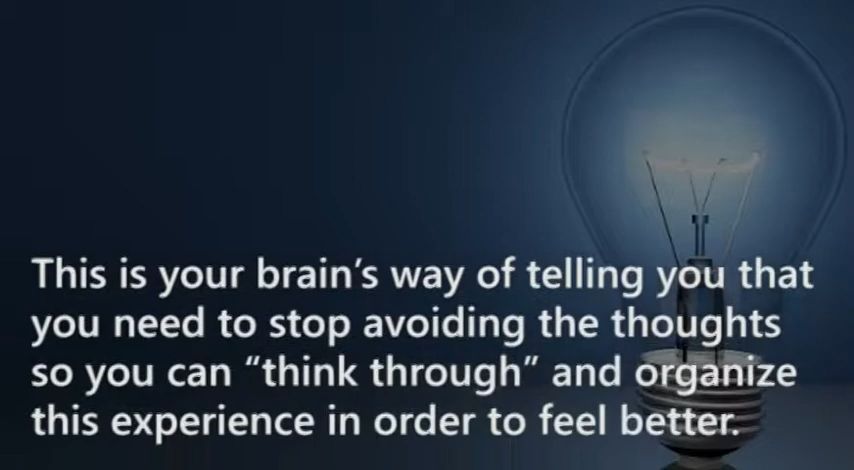 This is your brain’s way of telling you that
you need to stop avoiding the thoughts
so you can “think through” and organize
this experience in order to feel better.